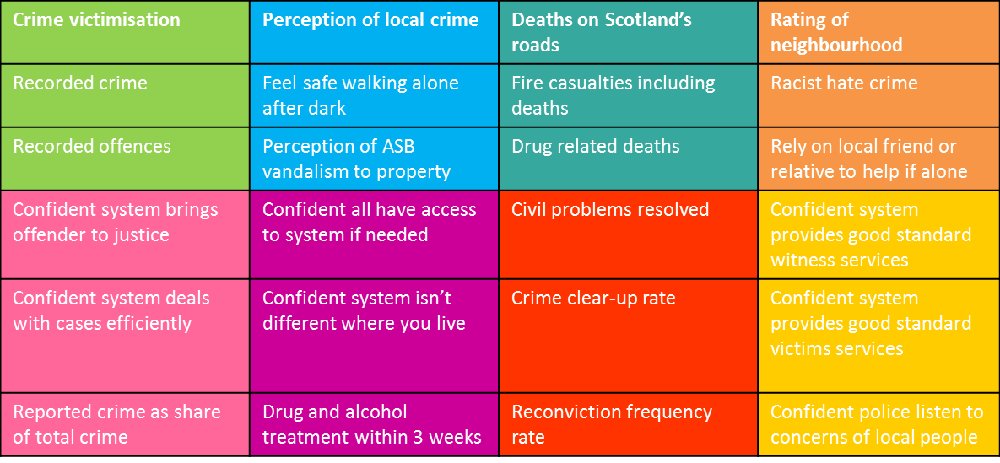 Crime victimisation
Perception of local crime
Deaths on Scotland’s
roads
Rating of
neighbourhood
Recorded crime
Feel safe walking alone
after dark
Fire casualties including
deaths
Racist hate crime
Recorded offences
Perception of ASB
vandalism to property
Drug related deaths
Rely on local friend or
relative to help if alone
Confident system brings
offender to justice
Confident all have access
to system if needed
Civil problems resolved
Confident system
provides good standard
witness services
Confident system deals
with cases efficiently
Confident system isn’t
different where you live
Crime clear-up rate
Confident system
provides good standard
victims services
Reported crime as share
of total crime
Drug and alcohol
treatment within 3 weeks
Reconviction frequency
rate
Confident police listen to
concerns of local people